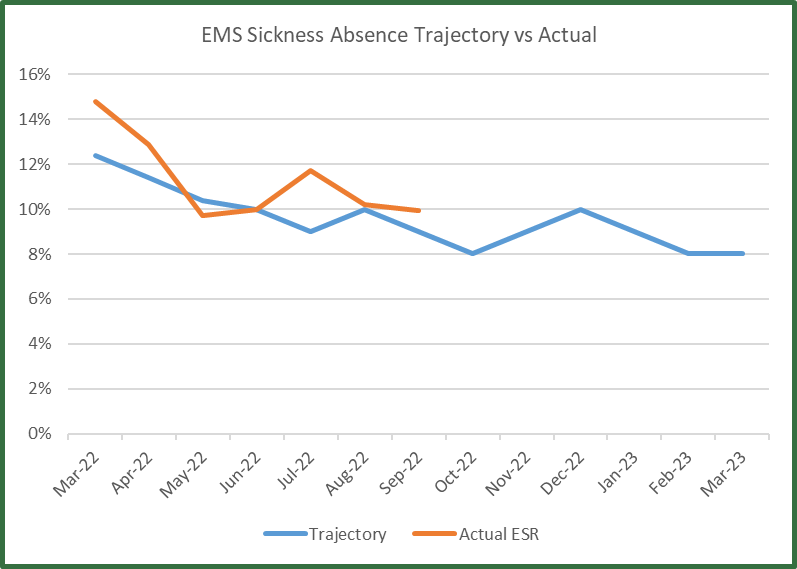 EMS Sickness Absence Trajectory vs Actual
16%
14%
12%
10%
8%
6%
4%
2%
0%
Mar-22
Apr-22
May-22
Jun-22
Jul-22
Aug-22
Sep-22
Oct-22
Nov-22
Dec-22
Jan-23
Feb-23
Mar-23
Trajectory
Actual ESR